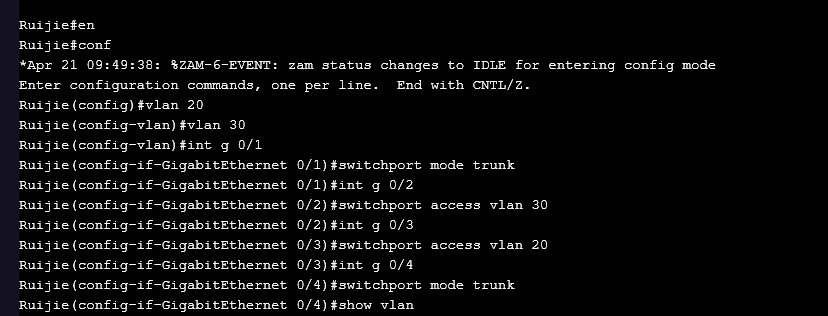 Ruijie#en
Ruijie#conf
*Apr 21 09:49:38: %ZAM-6-EVENT: zam status changes to IDLE for entering config mode
Enter configuration commands, one per line.  End with CNTL/Z.
Ruijie(config)#vlan 20
Ruijie(config-vlan)#vlan 30
Ruijie(config-vlan)#int g 0/1
Ruijie(config-if-GigabitEthernet 0/1)#switchport mode trunk
Ruijie(config-if-GigabitEthernet 0/1)#int g 0/2
Ruijie(config-if-GigabitEthernet 0/2)#switchport access vlan 30
Ruijie(config-if-GigabitEthernet 0/2)#int g 0/3
Ruijie(config-if-GigabitEthernet 0/3)#switchport access vlan 20
Ruijie(config-if-GigabitEthernet 0/3)#int g 0/4
Ruijie(config-if-GigabitEthernet 0/4)#switchport mode trunk
Ruijie(config-if-GigabitEthernet 0/4)#show vlan